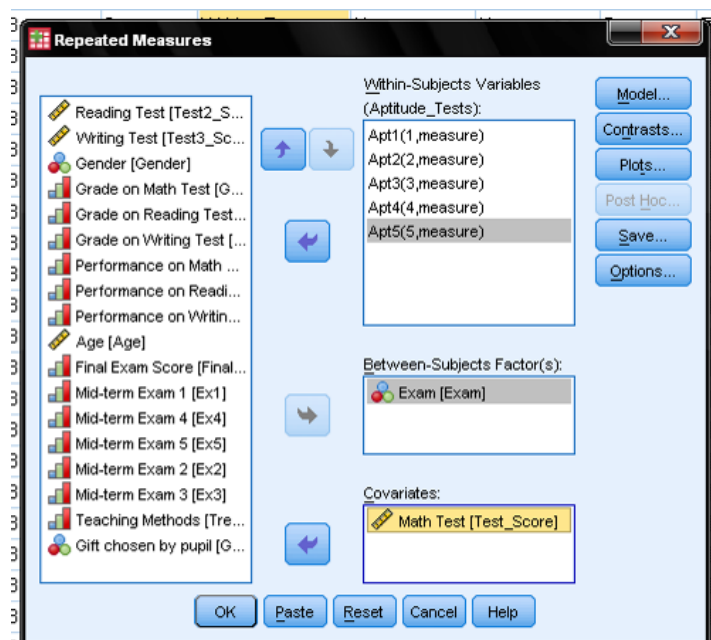 Repeated Measures
Reading Test [Test2_S...
Writing Test [Test3_Sc...
Gender [Gender]
Grade on Math Test [G...
Grade on Reading Test...
Grade on Writing Test [...
Performance on Math ...
Performance on Readi...
Performance on Writin...
Age [Age]
Final Exam Score [Final...
Mid-term Exam 1 [Ex1]
Mid-term Exam 4 [Ex4]
Mid-term Exam 5 [Ex5]
Mid-term Exam 2 [Ex2]
Mid-term Exam 3 [Ex3]
Teaching Methods [Tre...
Gift chosen by pupil [G...
Within-Subjects Variables
(Aptitude_Tests):
Apt1(1,measure)
Apt2(2,measure)
Apt3(3,measure)
Apt4(4,measure)
Apt5(5,measure)
Between-Subjects Factor(s):
Exam [Exam]
Covariates:
Math Test [Test_Score]
Model...
Contrasts...
Plots...
Post Hoc...
Save...
Options...
OK
Paste
Reset
Cancel
Help